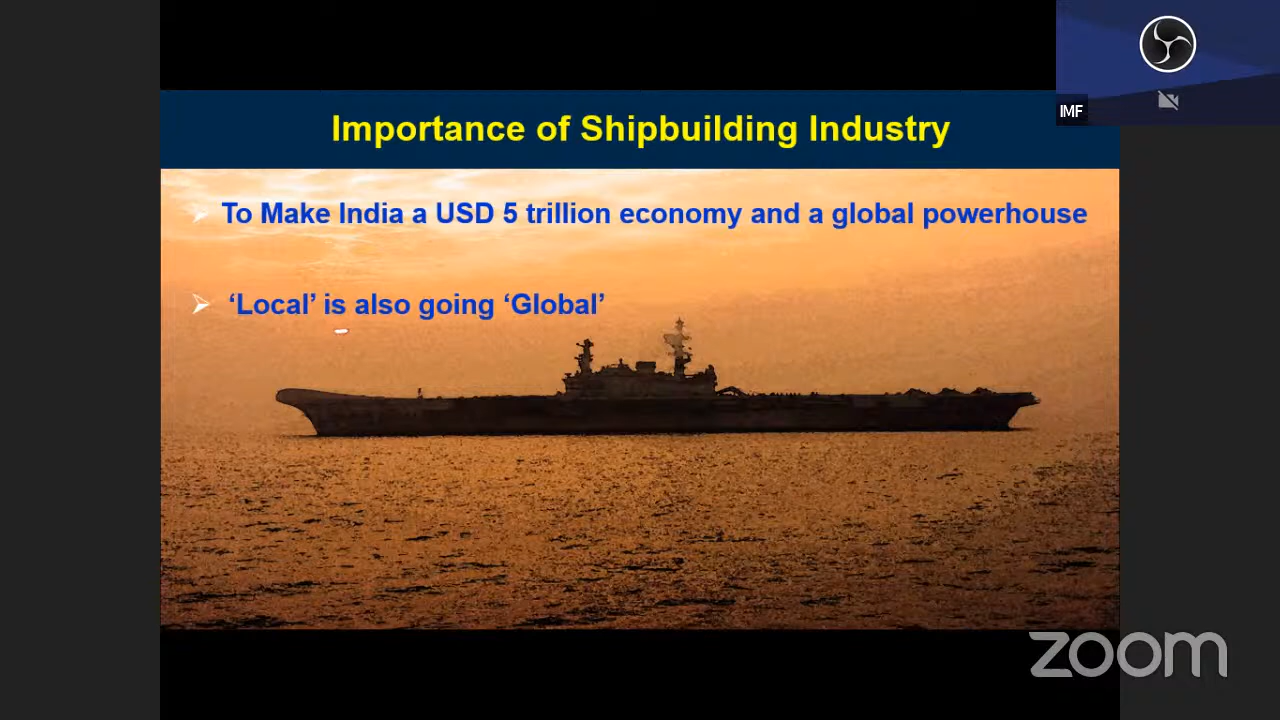 IMF
Importance of Shipbuilding Industry
To Make India a USD 5 trillion economy and a global powerhouse
‘Local’ is also going ‘Global’
zoom